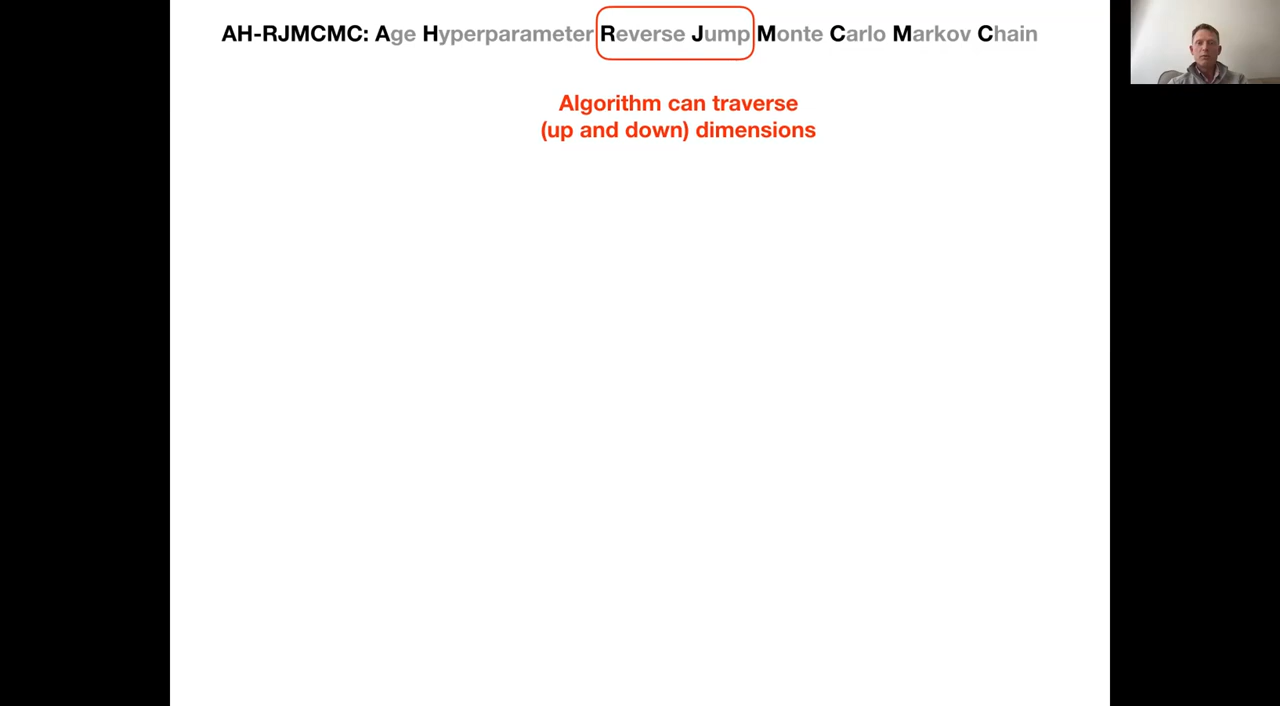 AH-RJMCMC: Age Hyperparameter Reverse Jump Monte Carlo Markov Chain
Algorithm can traverse
(up and down) dimensions